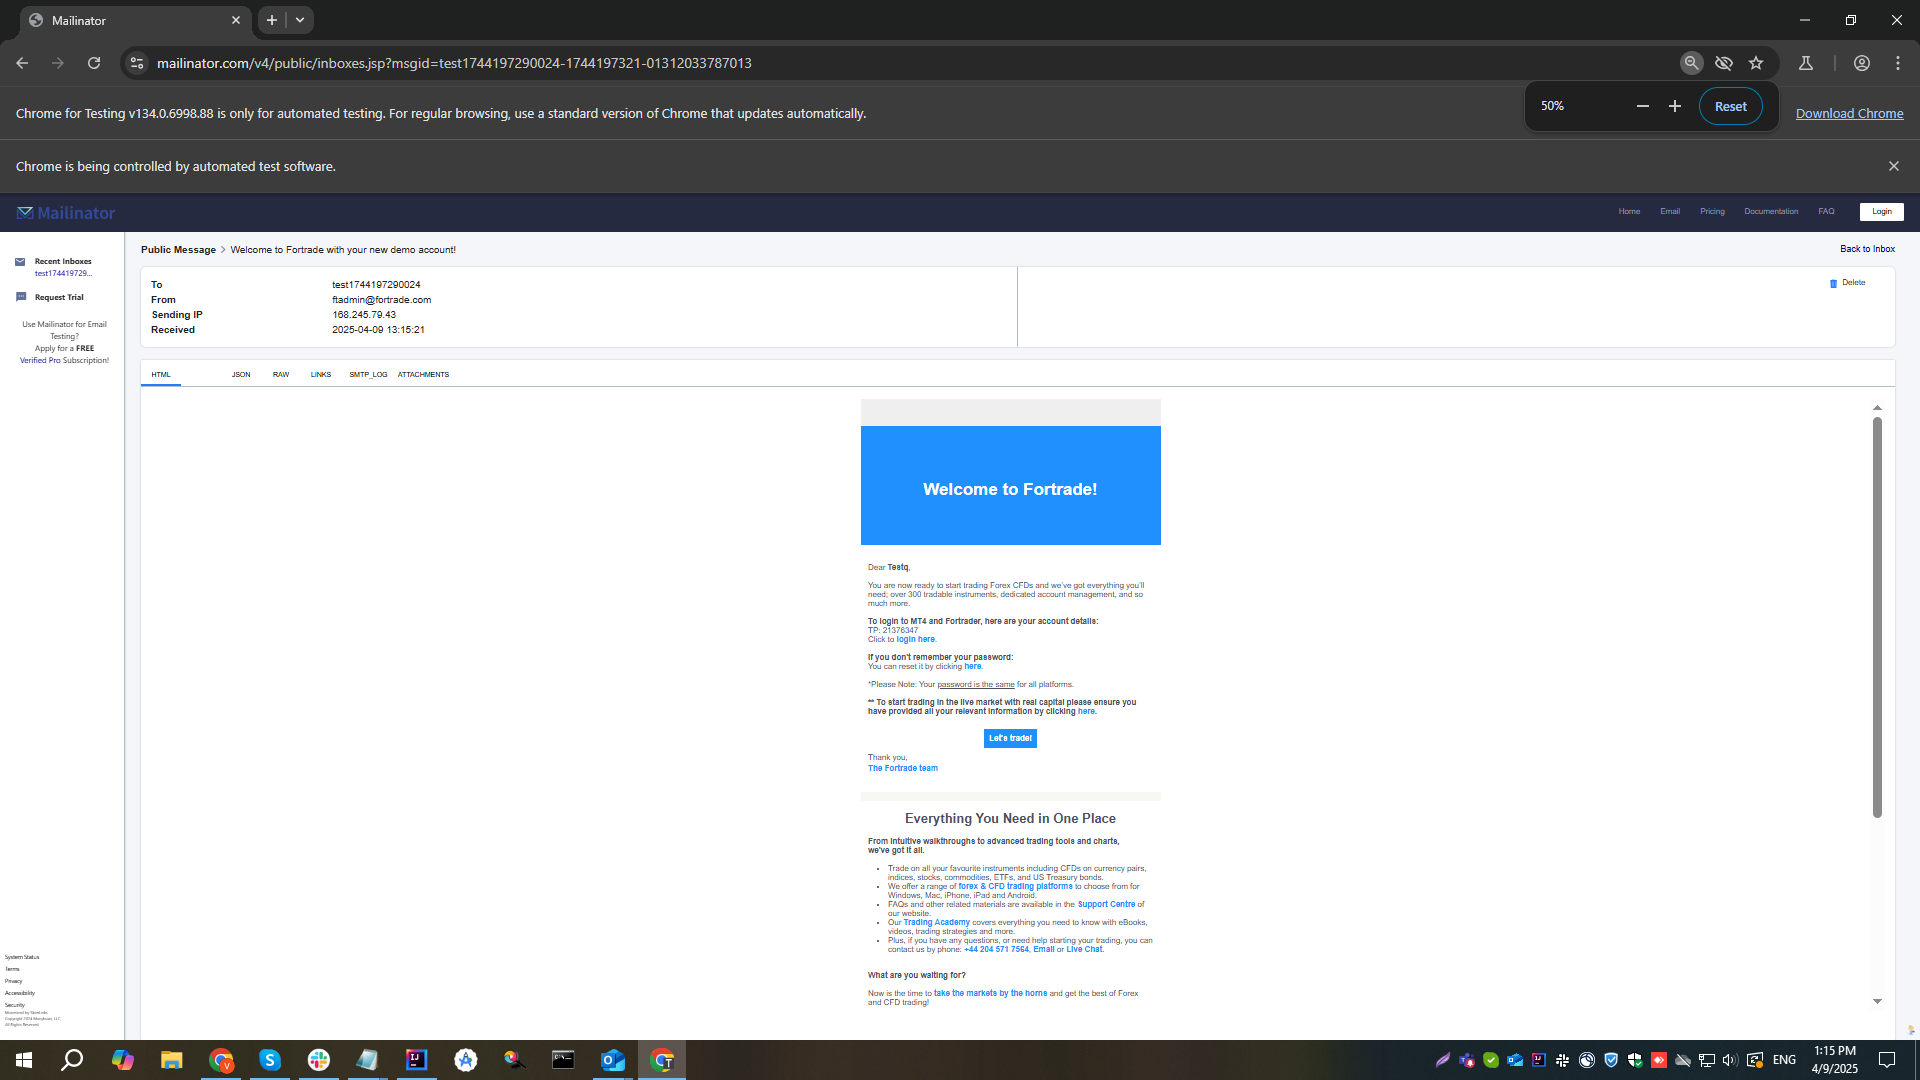 Mailinator
mailinator.com/v4/public/inboxes.jsp?msgid=test1744197290024-1744197321-01312033787013
Chrome for Testing v134.0.6998.88 is only for automated testing. For regular browsing, use a standard version of Chrome that updates automatically.
50%
Reset
Download Chrome
Chrome is being controlled by automated test software.
Mailinator
Home
Email
Pricing
Documentation
FAQ
Login
Recent Inboxes
test174419729...
Request Trial
Use Mailinator for Email
Testing?
Apply for a FREE
Verified Pro Subscription!
Public Message > Welcome to Fortrade with your new demo account!
Back to Inbox
To test1744197290024
From ftadmin@fortrade.com
Sending IP 168.245.79.43
Received 2025-04-09 13:15:21
Delete
HTML
JSON
RAW
LINKS
SMTP_LOG
ATTACHMENTS
Welcome to Fortrade!
Dear Testq,
You are now ready to start trading Forex CFDs and we've got everything you'll
need; over 300 tradable instruments, dedicated account management, and so
much more.
To login to MT4 and Fortrader, here are your account details:
TP: 21376347
Click to login here.
If you don't remember your password:
You can reset it by clicking here.
*Please Note: Your password is the same for all platforms.
** To start trading in the live market with real capital please ensure you
have provided all your relevant information by clicking here.
Let's trade!
Thank you,
The Fortrade team
Everything You Need in One Place
From intuitive walkthroughs to advanced trading tools and charts,
we've got it all.
• Trade on all your favourite instruments including CFDs on currency pairs,
indices, stocks, commodities, ETFs, and US Treasury bonds.
• We offer a range of forex & CFD trading platforms to choose from for
Windows, Mac, iPhone, iPad and Android.
• FAQs and other related materials are available in the Support Centre of
our website.
• Our Trading Academy covers everything you need to know with eBooks,
videos, trading strategies and more.
• Plus, if you have any questions, or need help starting your trading, you can
contact us by phone: +44 204 571 7564, Email or Live Chat.
What are you waiting for?
Now is the time to take the markets by the horns and get the best of Forex
and CFD trading!
System Status
Terms
Privacy
Accessibility
Security
All Rights Reserved
ENG
1:15 PM
4/9/2025